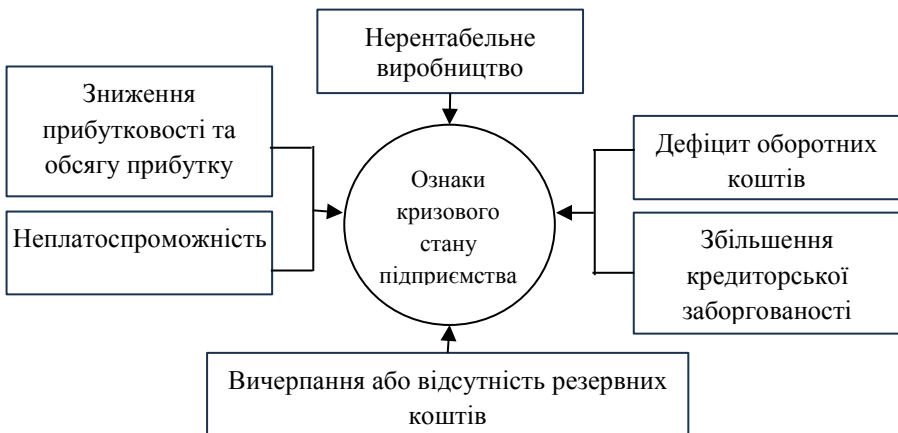 Нерентабельне
виробництво
Зниження
прибутковості та
обсягу прибутку
Неплатоспроможність
Ознаки
кризового
стану
підприємства
Дефіцит оборотних
коштів
Збільшення
кредиторської
заборгованості
Вичерпання або відсутність резервних
коштів